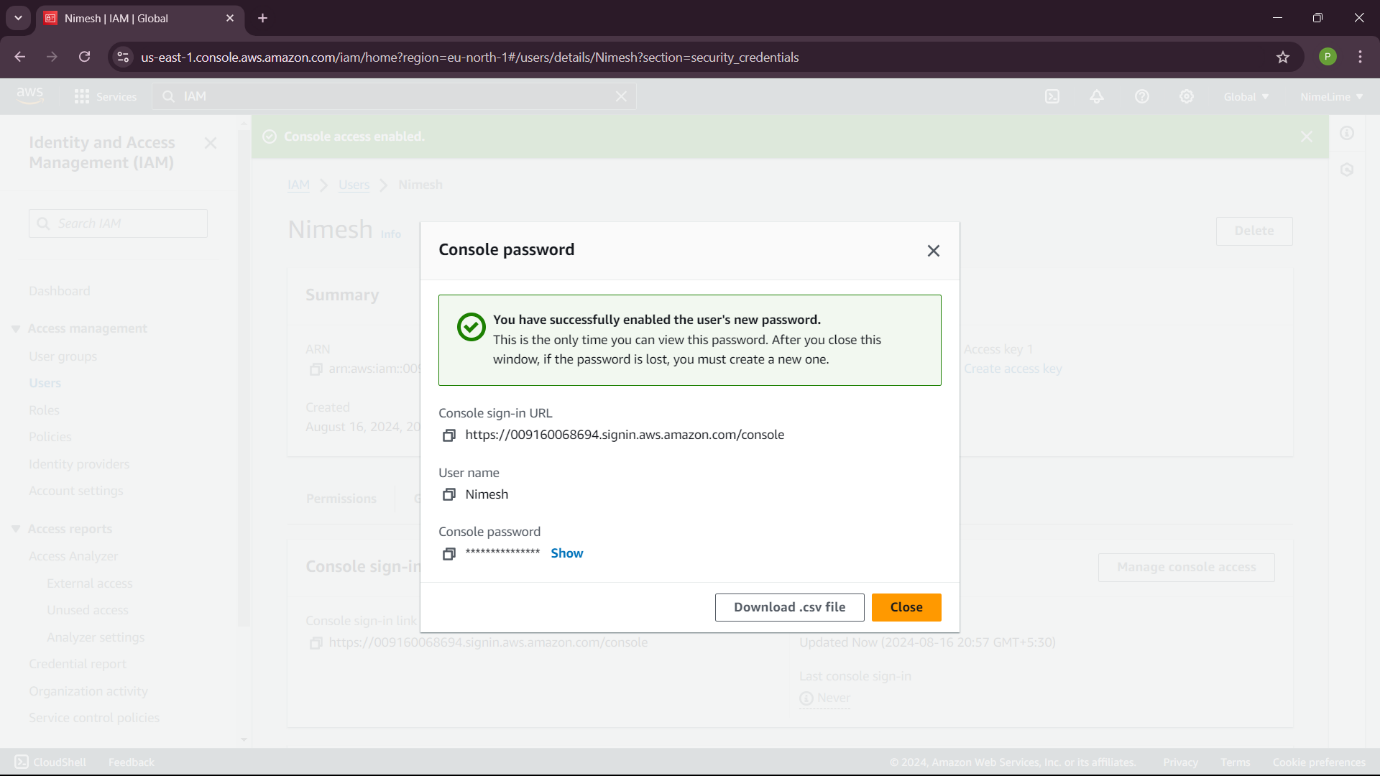 Nimesh | IAM | Global
us-east-1.console.aws.amazon.com/iam/home?region=eu-north-1#/users/details/Nimesh?section=security_credentials
P
aws
Services
IAM
Global
NimeLime
Identity and Access
Management (IAM)
Search IAM
Dashboard
Access management
User groups
Users
Roles
Policies
Identity providers
Account settings
Access reports
Access Analyzer
External access
Unused access
Analyzer settings
Credential report
Organization activity
Service control policies
Console access enabled.
IAM > Users > Nimesh
Nimesh Info
Delete
Summary
ARN
arn:aws:iam::009
Created
August 16, 2024, 20
Access key 1
Create access key
Permissions
Console sign-in
Manage console access
Console sign-in link
https://009160068694.signin.aws.amazon.com/console
Updated Now (2024-08-16 20:57 GMT+5:30)
Last console sign-in
Never
Console password
You have successfully enabled the user's new password.
This is the only time you can view this password. After you close this
window, if the password is lost, you must create a new one.
Console sign-in URL
https://009160068694.signin.aws.amazon.com/console
User name
Nimesh
Console password
*************** Show
Download .csv file
Close
CloudShell
Feedback
© 2024, Amazon Web Services, Inc. or its affiliates.
Privacy
Terms
Cookie preferences